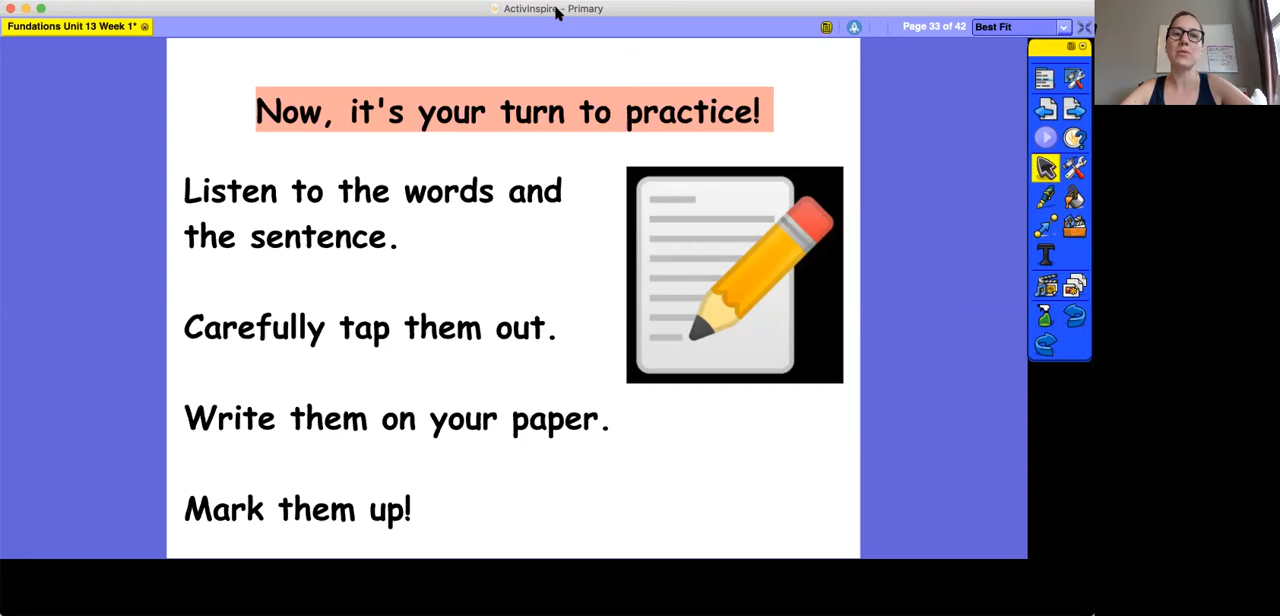 ActivInspire - Primary
Fundations Unit 13 Week 1*
Page 33 of 42
Best Fit
Now, it's your turn to practice!
Listen to the words and
the sentence.
Carefully tap them out.
Write them on your paper.
Mark them up!
T